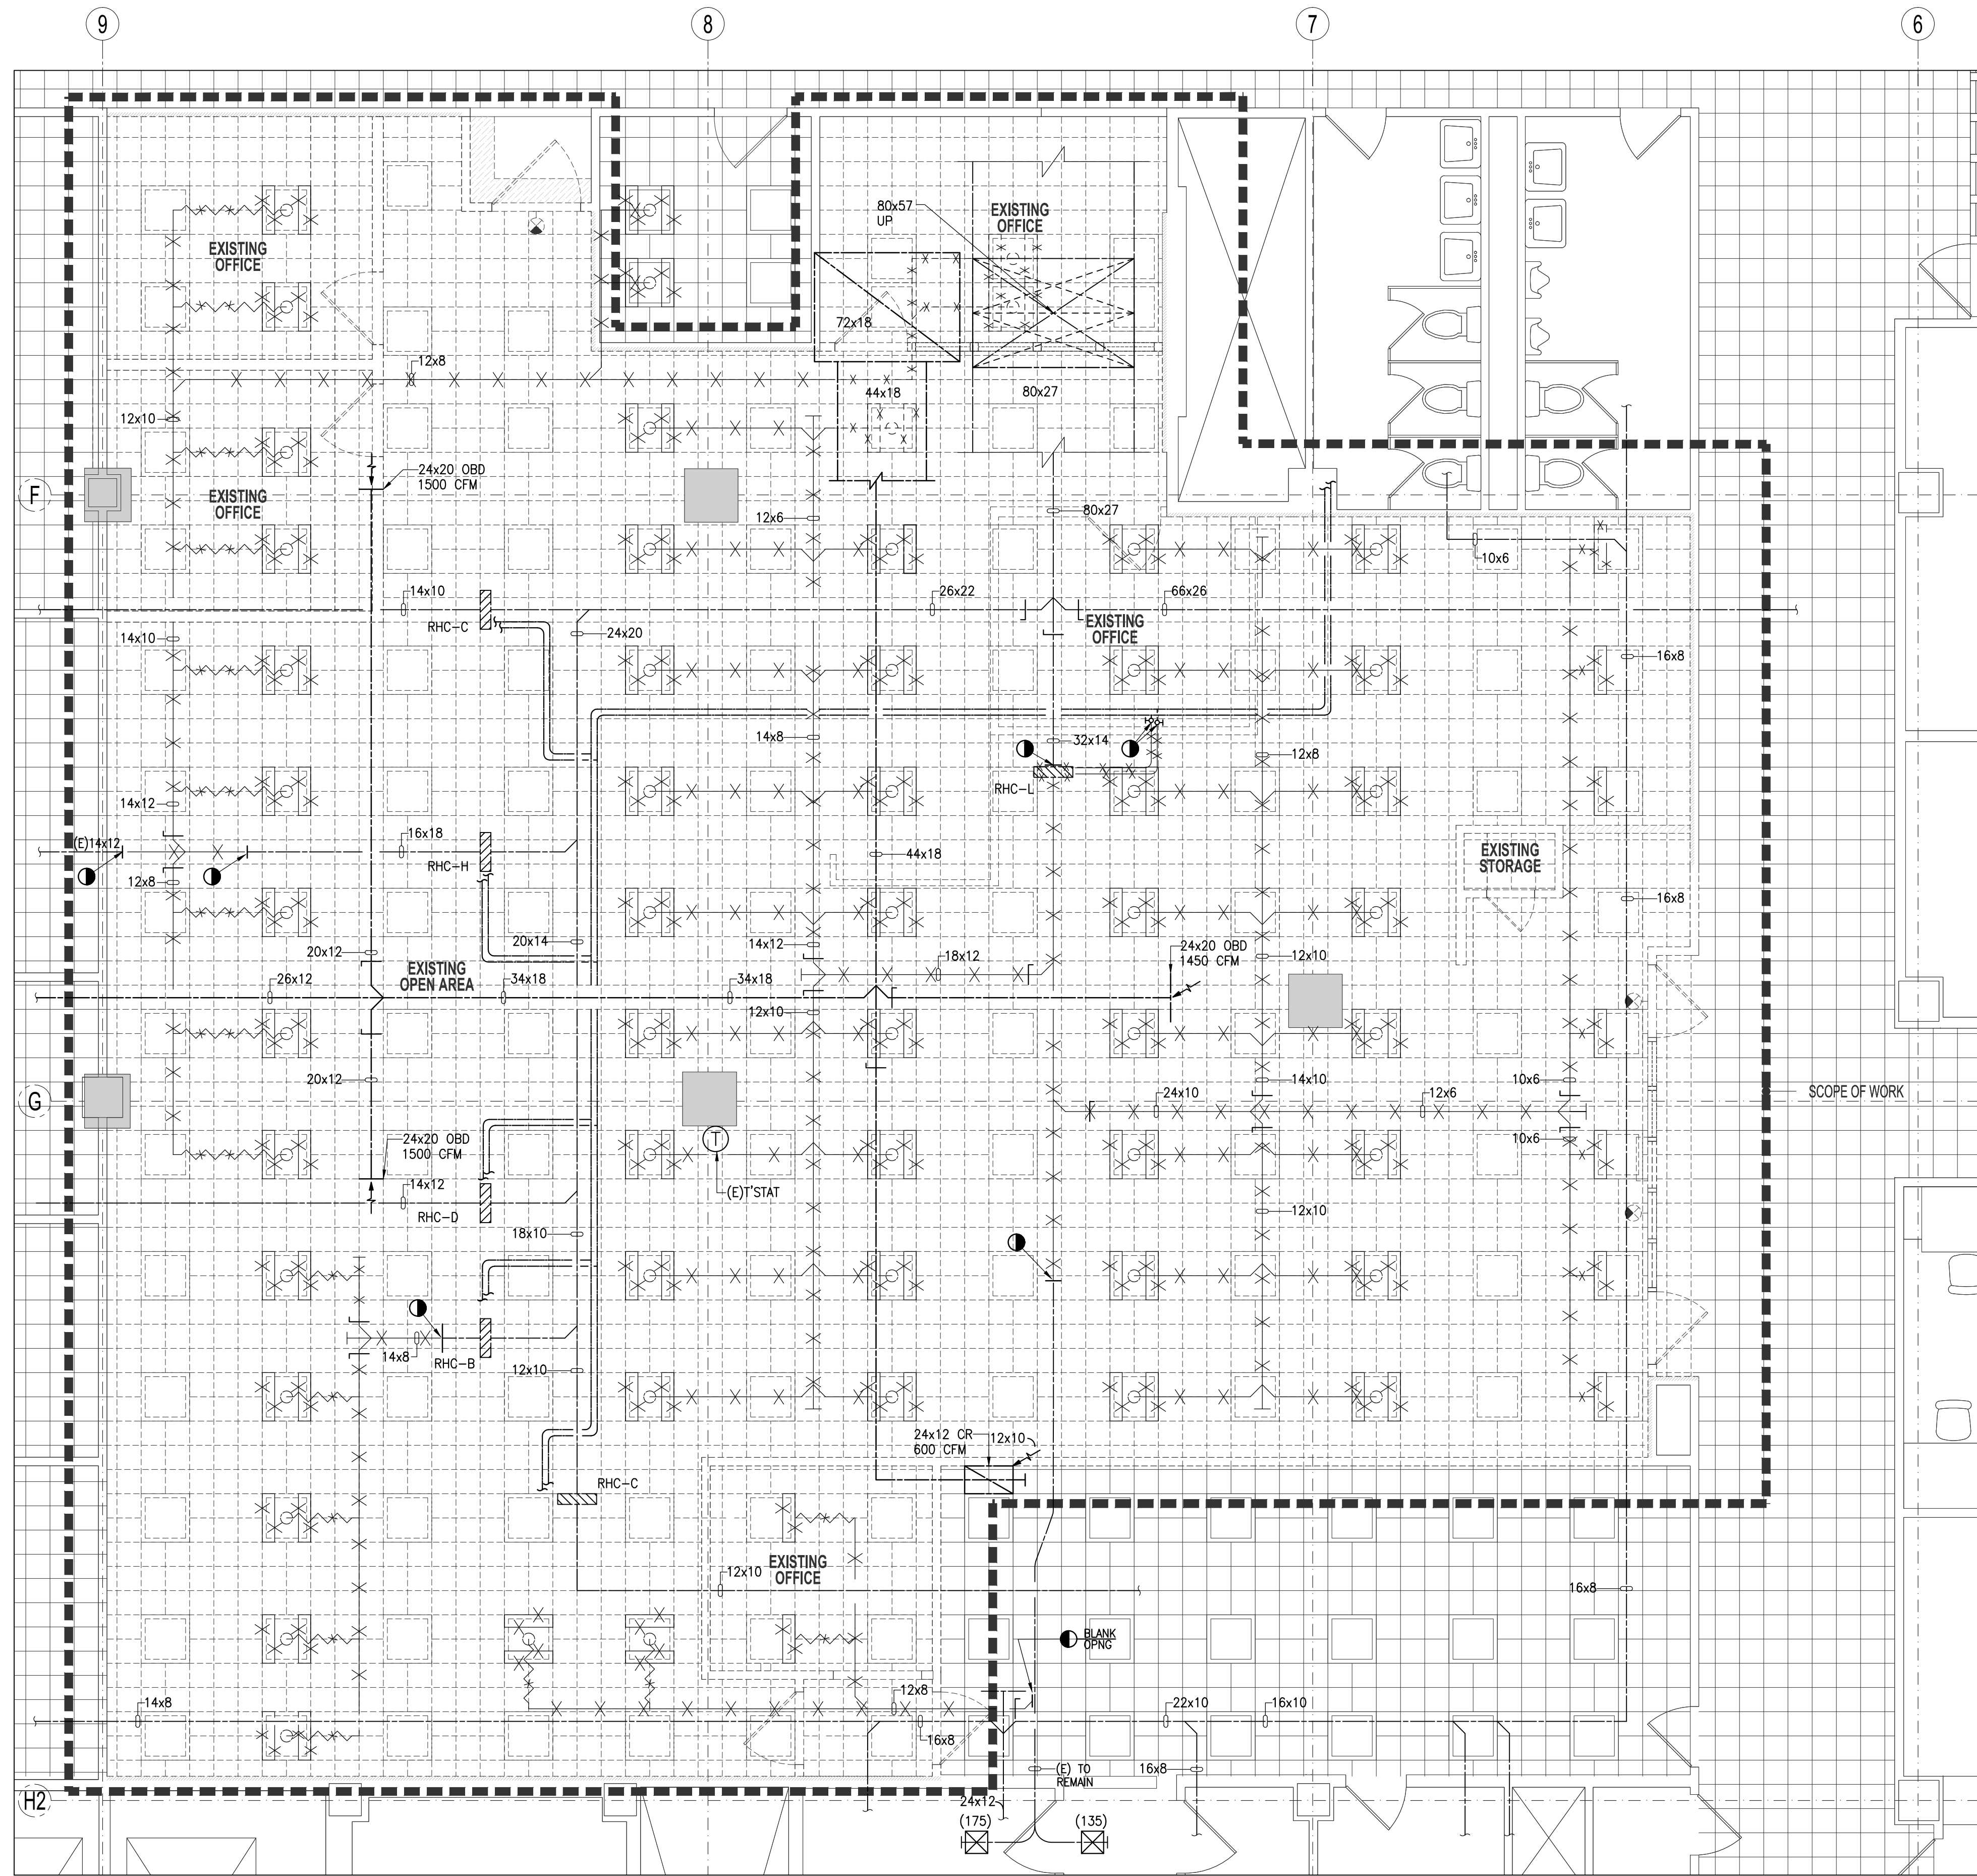 9
8
7
6
80x57
UP
EXISTING
OFFICE
EXISTING
OFFICE
72x18
12x8
44x18
80x27
12x10
24x20 OBD
1500 CFM
F
EXISTING
OFFICE
12x6
80x27
10x6
14x10
26x22
66x26
RHC-C
EXISTING
OFFICE
24x20
14x10
16x8
14x8
32x14
12x8
RHC-L
14x12
16x18
(E)14x12
RHC-H
44x18
EXISTING
STORAGE
12x8
16x8
20x14
14x12
24x20 OBD
1450 CFM
20x12
18x12
12x10
EXISTING
OPEN AREA
26x12
34x18
34x18
12x10
20x12
14x10
10x6
24x10
12x6
SCOPE OF WORK
G
24x20 OBD
1500 CFM
T
10x6
14x12
(E)T'STAT
RHC-D
12x10
18x10
14x8
RHC-B
12x10
24x12 CR
600 CFM
12x10
RHC-C
EXISTING
OFFICE
12x10
16x8
BLANK
OPNG
14x8
12x8
22x10
16x10
16x8
(E) TO
REMAIN
16x8
H2
24x12
(175)
(135)